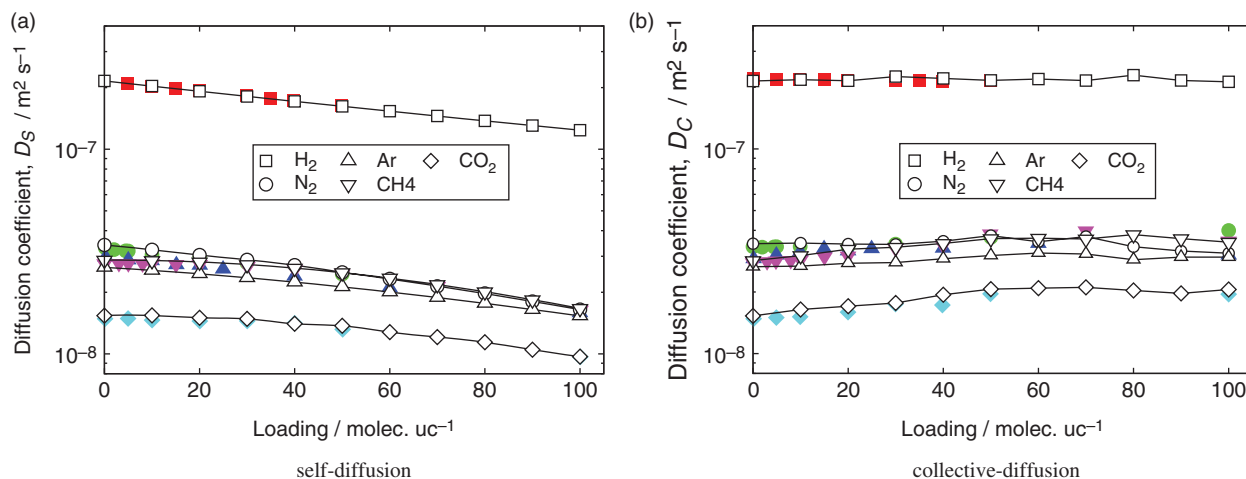 (a)
Diffusion coefficient, D_S / m² s⁻¹
10⁻⁷
10⁻⁸
H₂ Ar CO₂
N₂ CH4
0 20 40 60 80 100
Loading / molec. uc⁻¹
self-diffusion
(b)
Diffusion coefficient, D_C / m² s⁻¹
10⁻⁷
10⁻⁸
H₂ Ar CO₂
N₂ CH4
0 20 40 60 80 100
Loading / molec. uc⁻¹
collective-diffusion